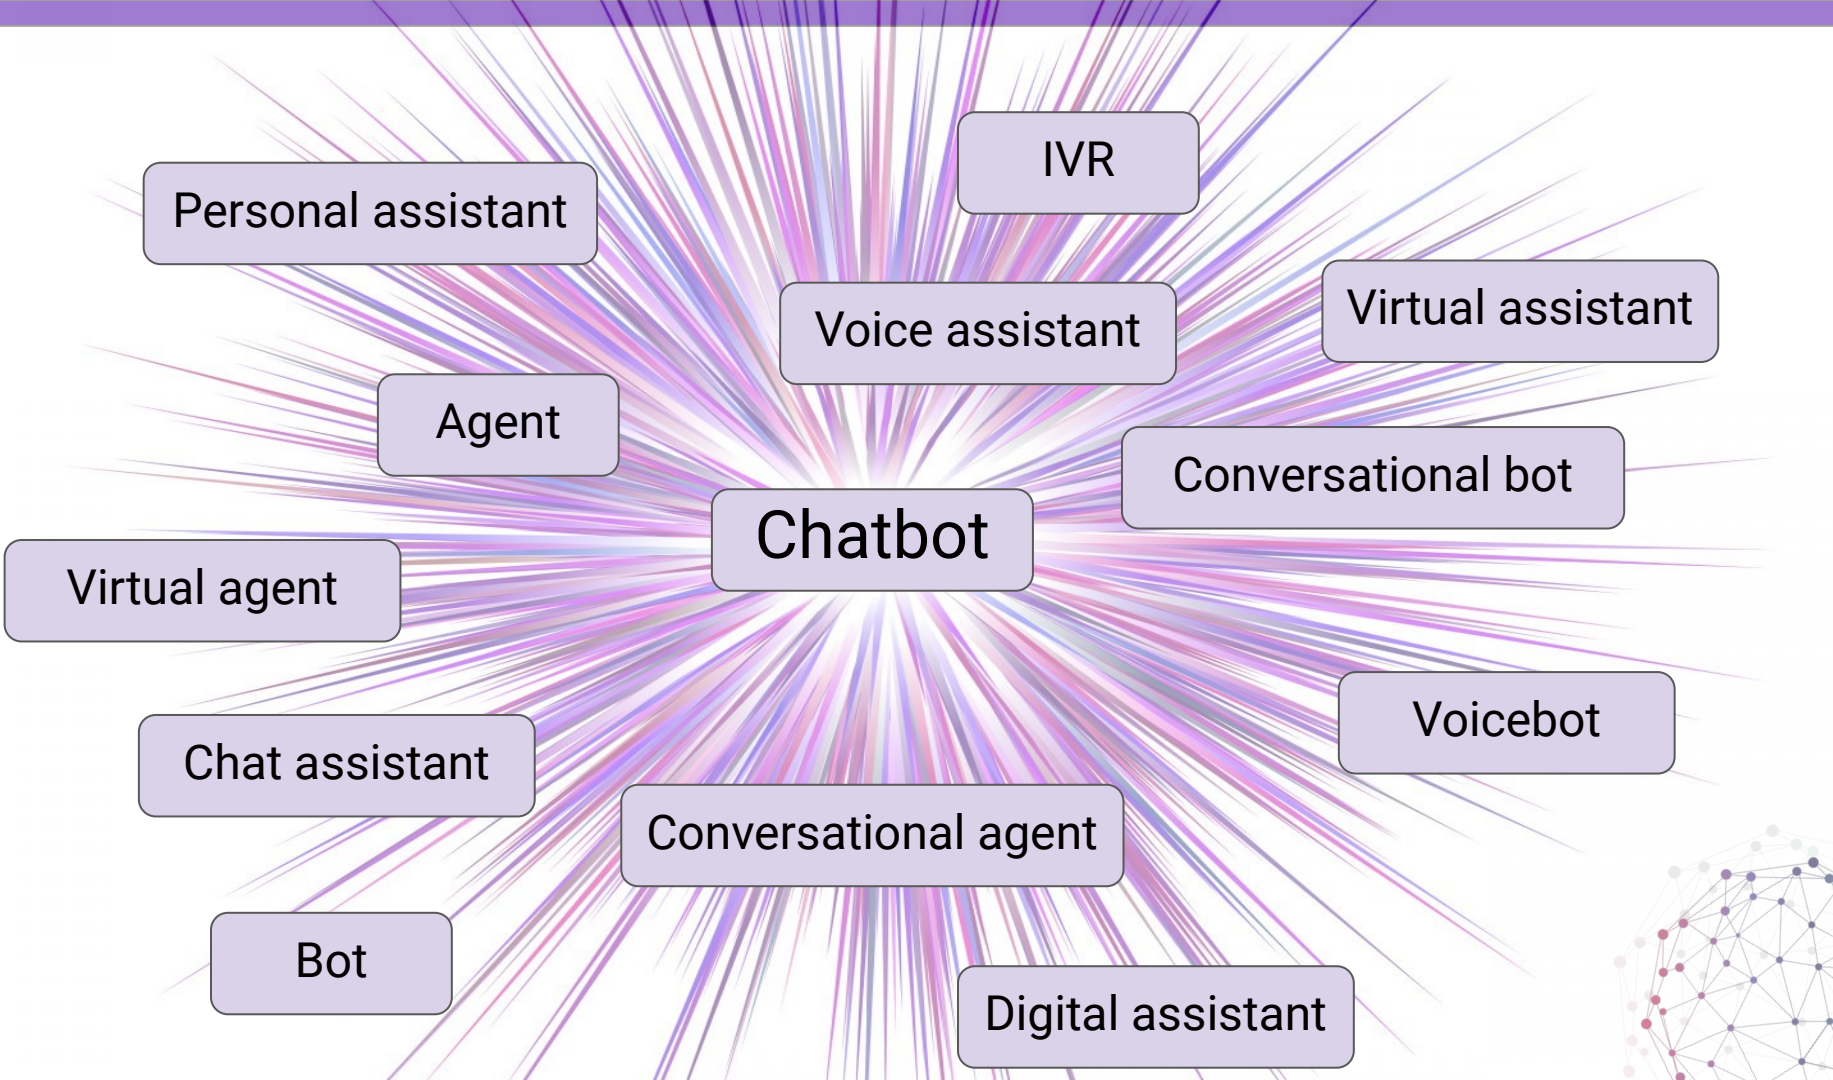 IVR
Personal assistant
Virtual assistant
Voice assistant
Agent
Conversational bot
Chatbot
Virtual agent
Voicebot
Chat assistant
Conversational agent
Bot
Digital assistant